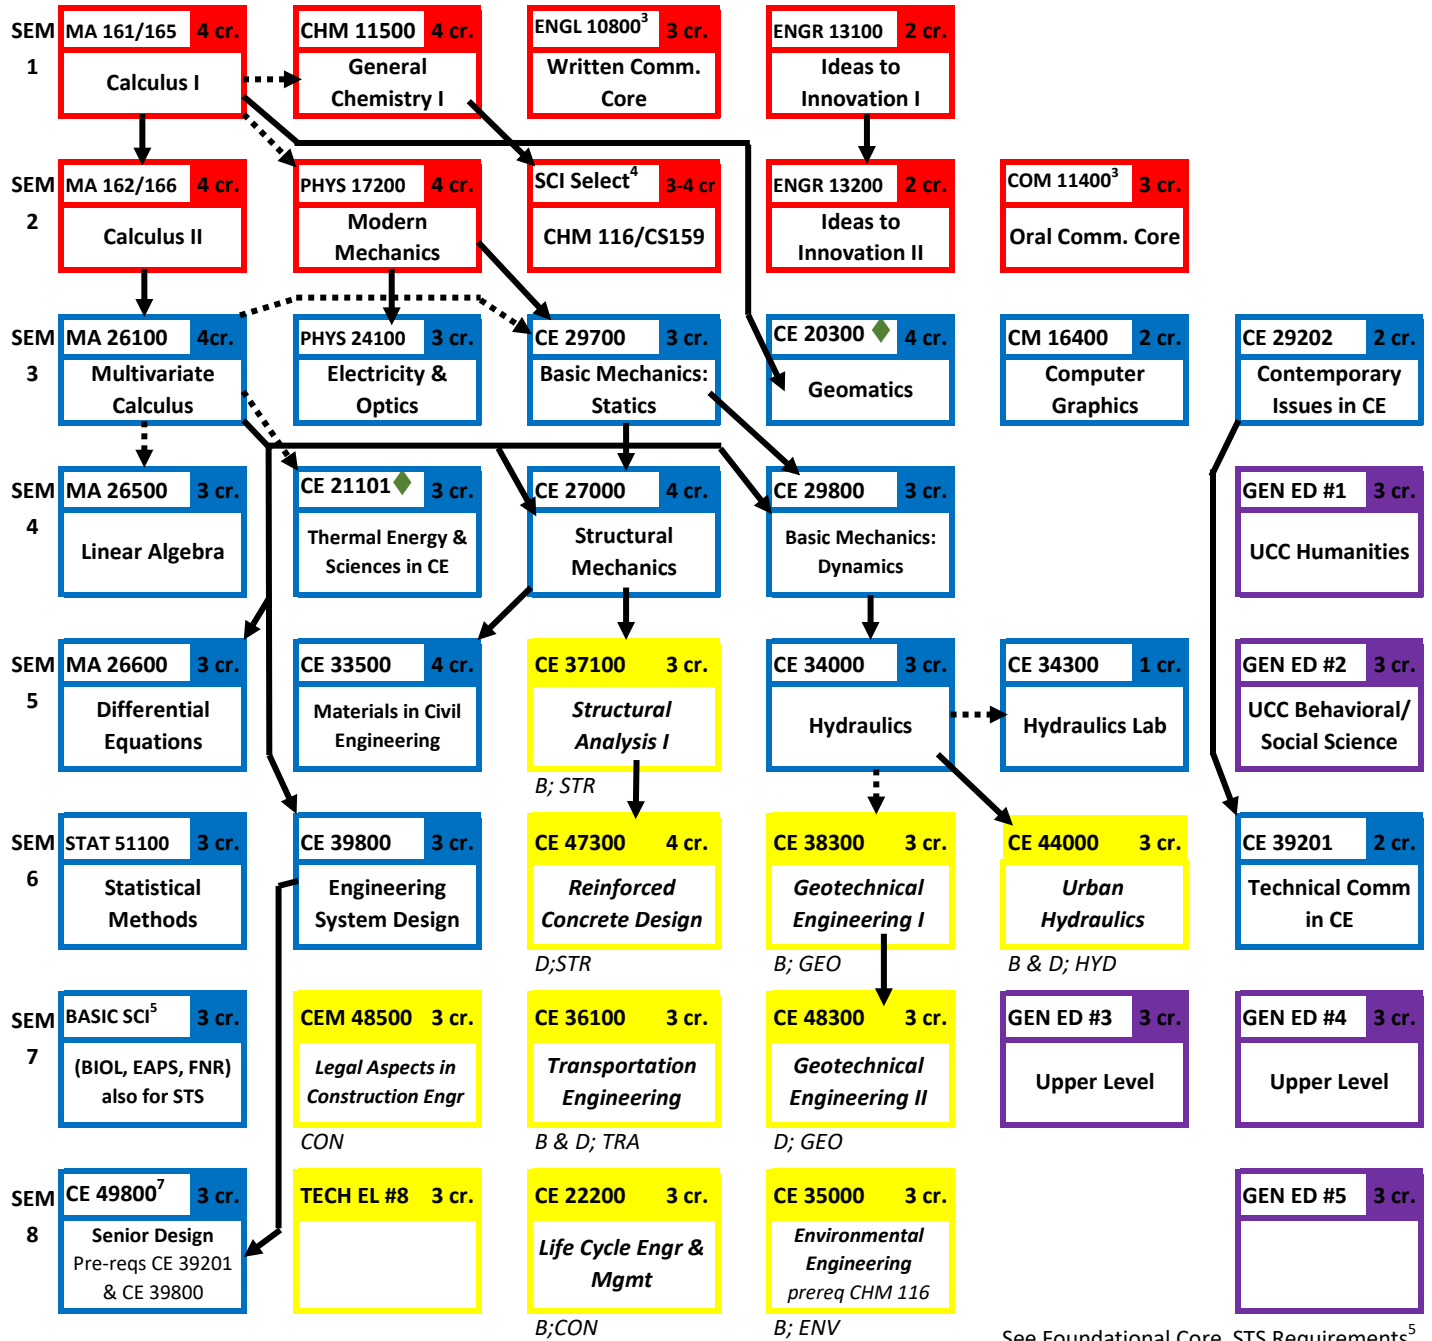 SEM
1
MA 161/165 4 cr.
Calculus I
CHM 11500 4 cr.
General
Chemistry I
ENGL 10800³ 3 cr.
Written Comm.
Core
ENGR 13100 2 cr.
Ideas to
Innovation I
SEM
2
MA 162/166 4 cr.
Calculus II
PHYS 17200 4 cr.
Modern
Mechanics
SCI Select⁴ 3-4 cr
CHM 116/CS159
ENGR 13200 2 cr.
Ideas to
Innovation II
COM 11400³ 3 cr.
Oral Comm. Core
SEM
3
MA 26100 4cr.
Multivariate
Calculus
PHYS 24100 3 cr.
Electricity &
Optics
CE 29700 3 cr.
Basic Mechanics:
Statics
CE 20300 4 cr.
Geomatics
CM 16400 2 cr.
Computer
Graphics
CE 29202 2 cr.
Contemporary
Issues in CE
SEM
4
MA 26500 3 cr.
Linear Algebra
CE 21101 3 cr.
Thermal Energy &
Sciences in CE
CE 27000 4 cr.
Structural
Mechanics
CE 29800 3 cr.
Basic Mechanics:
Dynamics
GEN ED #1 3 cr.
UCC Humanities
SEM
5
MA 26600 3 cr.
Differential
Equations
CE 33500 4 cr.
Materials in Civil
Engineering
CE 37100 3 cr.
Structural
Analysis I
B; STR
CE 34000 3 cr.
Hydraulics
CE 34300 1 cr.
Hydraulics Lab
GEN ED #2 3 cr.
UCC Behavioral/
Social Science
SEM
6
STAT 51100 3 cr.
Statistical
Methods
CE 39800 3 cr.
Engineering
System Design
CE 47300 4 cr.
Reinforced
Concrete Design
D;STR
CE 38300 3 cr.
Geotechnical
Engineering I
B; GEO
CE 44000 3 cr.
Urban
Hydraulics
B & D; HYD
CE 39201 2 cr.
Technical Comm
in CE
SEM
7
BASIC SCI⁵ 3 cr.
(BIOL, EAPS, FNR)
also for STS
CEM 48500 3 cr.
Legal Aspects in
Construction Engr
CON
CE 36100 3 cr.
Transportation
Engineering
B & D; TRA
CE 48300 3 cr.
Geotechnical
Engineering II
D; GEO
GEN ED #3 3 cr.
Upper Level
GEN ED #4 3 cr.
Upper Level
SEM
8
CE 49800⁷ 3 cr.
Senior Design
Pre-reqs CE 39201
& CE 39800
TECH EL #8 3 cr.
CE 22200 3 cr.
Life Cycle Engr &
Mgmt
B;CON
CE 35000 3 cr.
Environmental
Engineering
prereq CHM 116
B; ENV
GEN ED #5 3 cr.
See Foundational Core, STS Requirements⁵